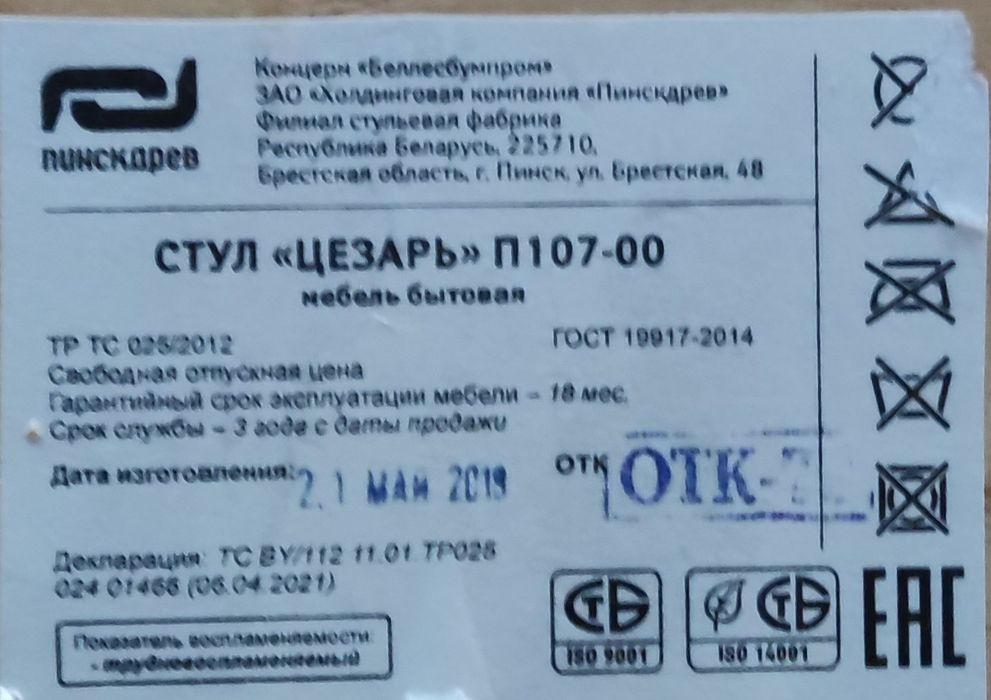 пинскдрев
Концерн «Беллесбумпром»
ЗАО «Холдинговая компания «Пинскдрев»
Филиал стульевая фабрика
Республика Беларусь, 225710,
Брестская область, г. Пинск, ул. Брестская, 48
СТУЛ «ЦЕЗАРЬ» П107-00
мебель бытовая
ТР ТС 025/2012
ГОСТ 19917-2014
Свободная отпускная цена
Гарантийный срок эксплуатации мебели – 18 мес.
Срок службы – 3 года с даты продажи
Дата изготовления: 21 МАЙ 2019
ОТК ОТК-
Декларация: ТС BY/112 11.01. ТР025
024 01466 (06.04.2021)
Показатель воспламеняемости:
- трудновоспламеняемый
СТБ
ISO 9001
СТБ
ISO 14001
EAC